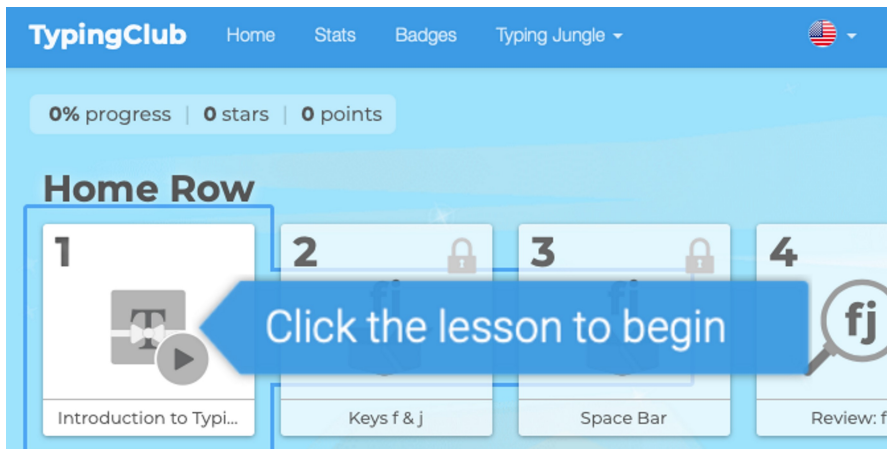 TypingClub Home Stats Badges Typing Jungle
0% progress | 0 stars | 0 points
Home Row
1 2 3 4
T fj
Click the lesson to begin
Introduction to Typi... Keys f & j Space Bar Review: f